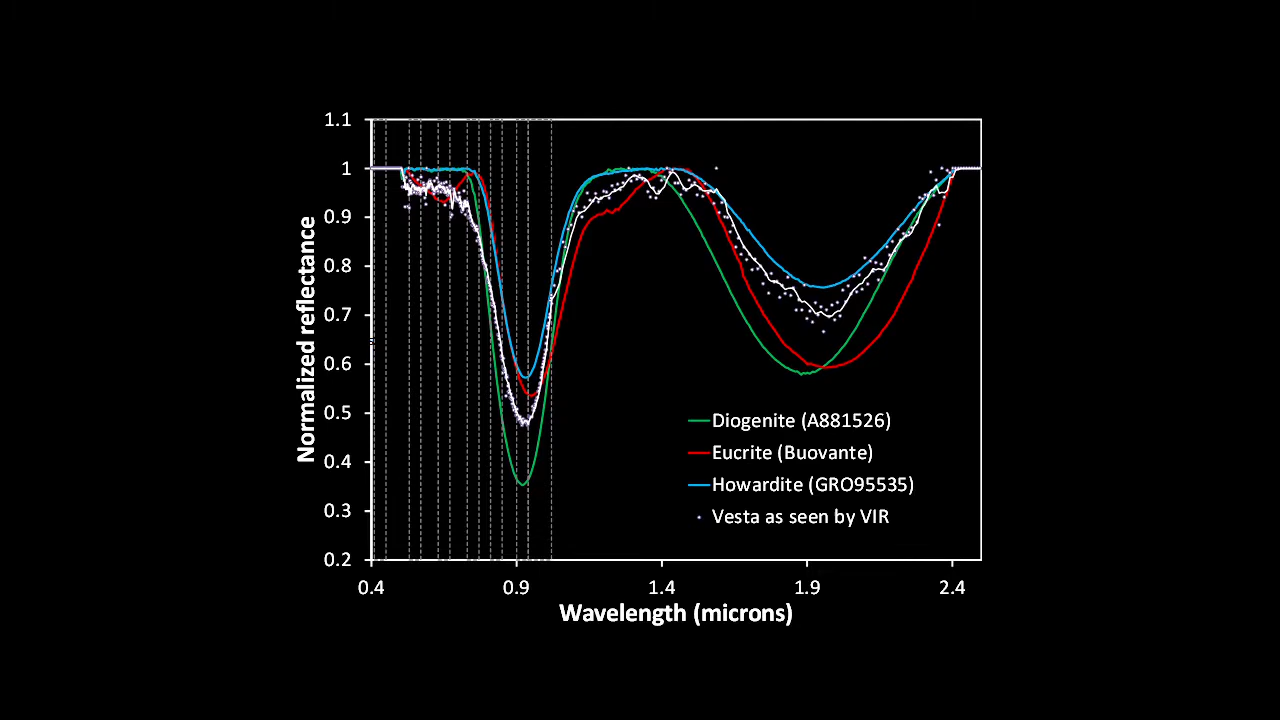 1.1
1
0.9
0.8
0.7
0.6
0.5
0.4
0.3
0.2
Normalized reflectance
Diogenite (A881526)
Eucrite (Buovante)
Howardite (GRO95535)
Vesta as seen by VIR
0.4 0.9 1.4 1.9 2.4
Wavelength (microns)